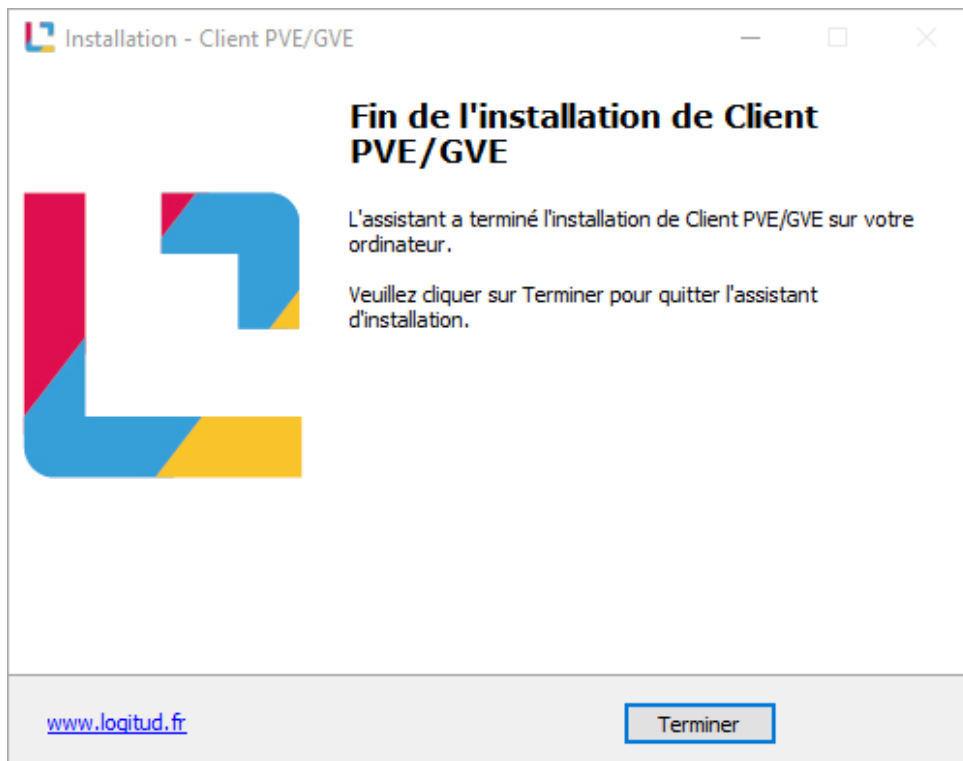 Installation - Client PVE/GVE
Fin de l'installation de Client
PVE/GVE
L'assistant a terminé l'installation de Client PVE/GVE sur votre
ordinateur.
Veuillez cliquer sur Terminer pour quitter l'assistant
d'installation.
www.logitud.fr
Terminer